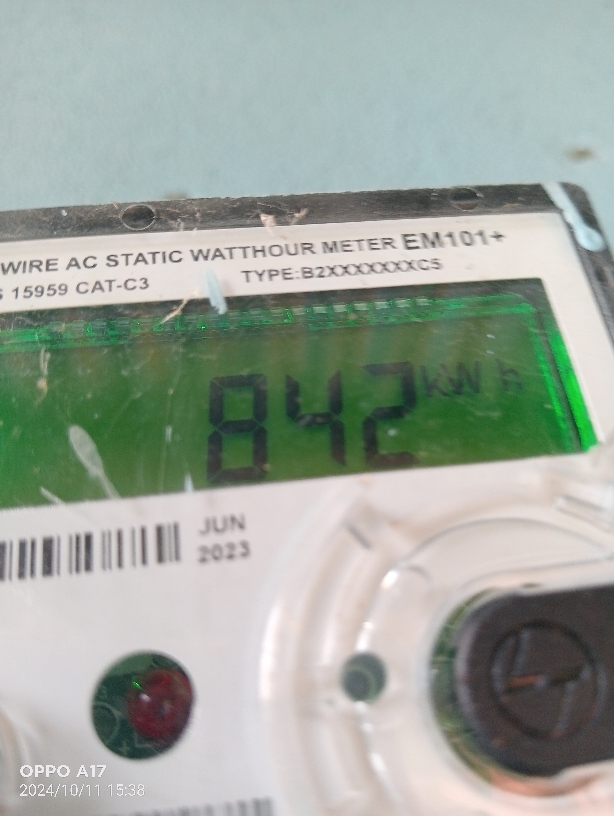 WIRE AC STATIC WATTHOUR METER EM101+
15959 CAT-C3
TYPE:B2XXXXXXXC5
842 kWh
JUN
2023
OPPO A17
2024/10/11 15:38